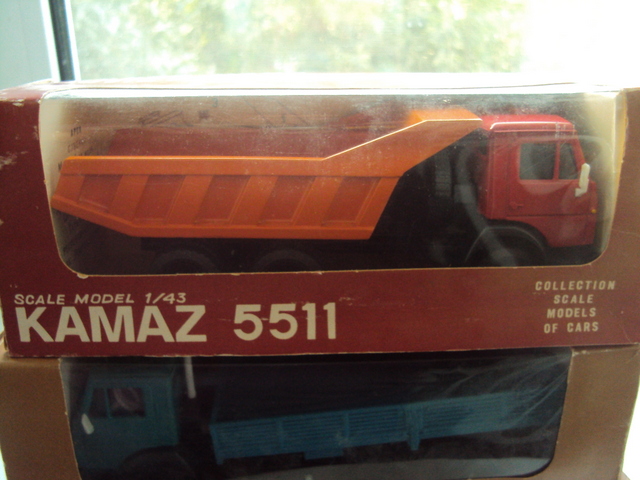 SCALE MODEL 1/43
KAMAZ 5511
COLLECTION
SCALE
MODELS
OF CARS